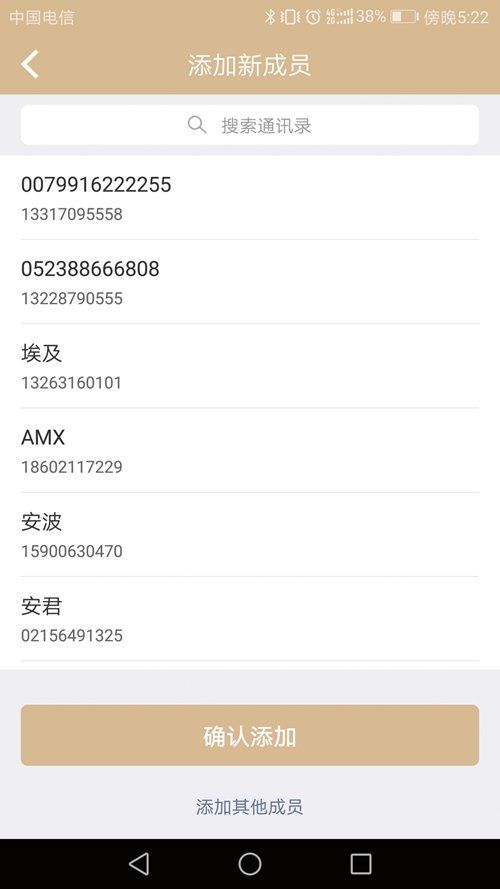 中国电信 38% 傍晚5:22
添加新成员
搜索通讯录
0079916222255
13317095558
052388666808
13228790555
埃及
13263160101
AMX
18602117229
安波
15900630470
安君
02156491325
确认添加
添加其他成员